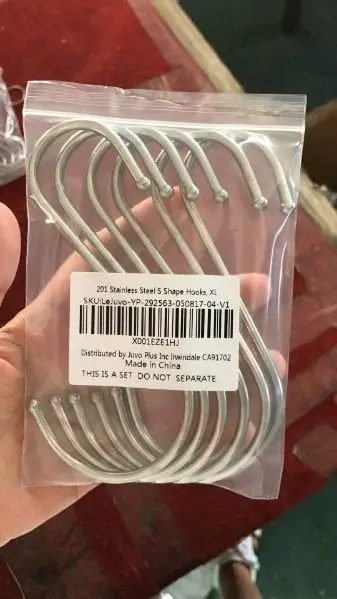 201 Stainless Steel S Shape Hooks, XL
SKU:LeJuvo-YP-292563-050817-04-V1
X001EZE1HJ
Distributed by Juvo Plus Inc Irwindale CA91702
Made in China
THIS IS A SET DO NOT SEPARATE